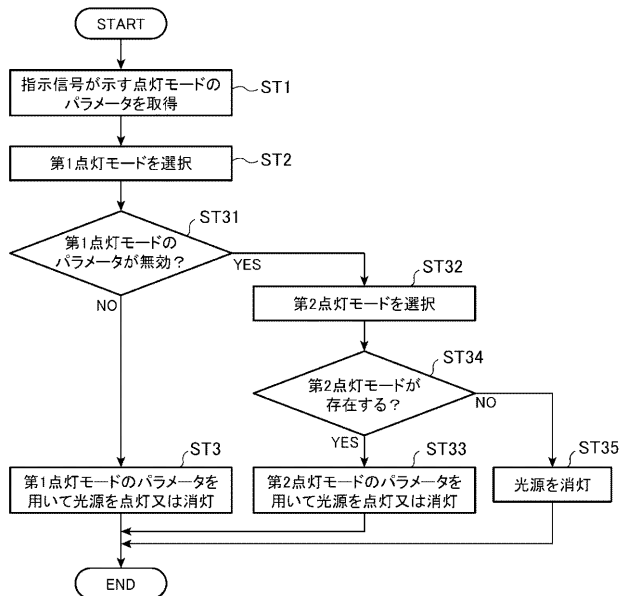 START
指示信号が示す点灯モードの
パラメータを取得
ST1
第1点灯モードを選択
ST2
ST31
第1点灯モードの
パラメータが無効？
YES
NO
ST32
第2点灯モードを選択
ST34
第2点灯モードが
存在する？
NO
YES
ST3
第1点灯モードのパラメータを
用いて光源を点灯又は消灯
ST33
第2点灯モードのパラメータを
用いて光源を点灯又は消灯
ST35
光源を消灯
END